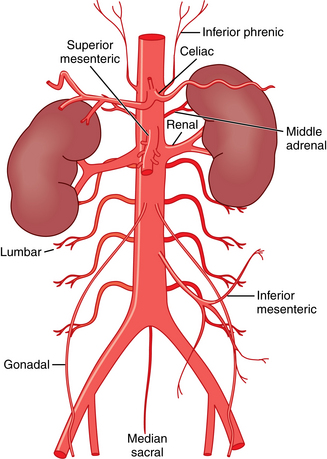 Inferior phrenic
Superior
mesenteric
Celiac
Renal
Middle
adrenal
Lumbar
Inferior
mesenteric
Gonadal
Median
sacral